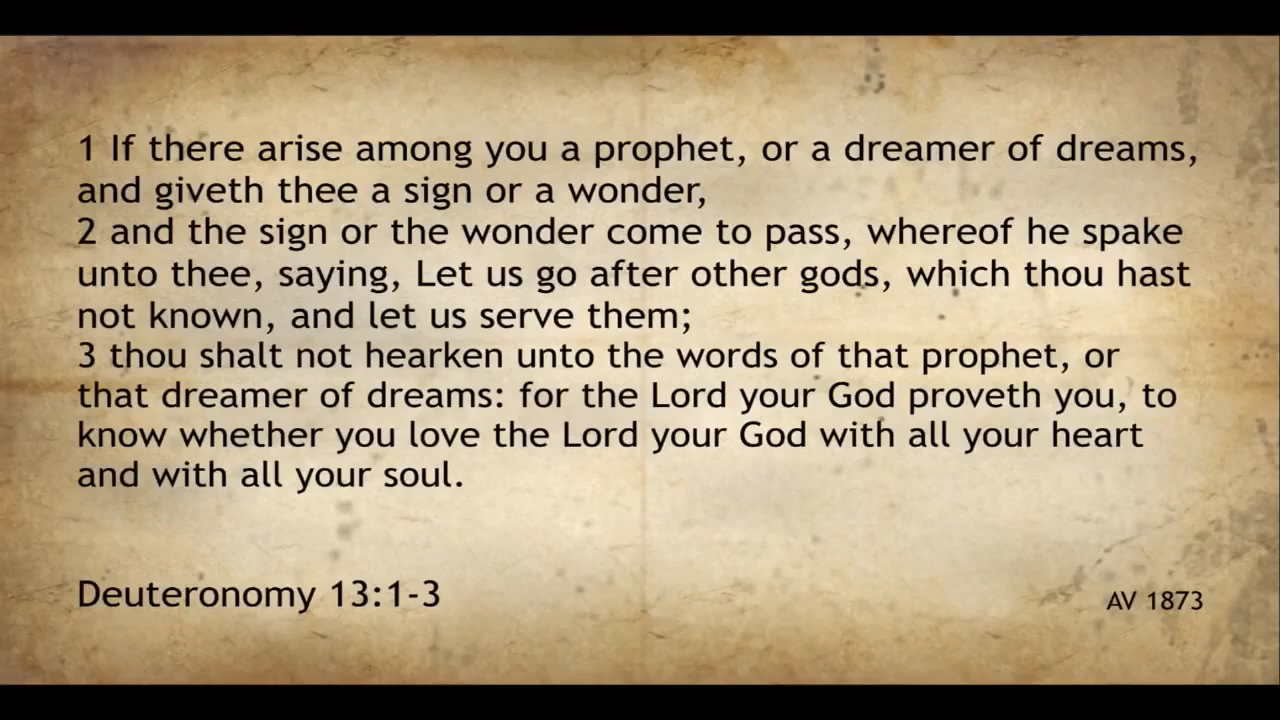 1 If there arise among you a prophet, or a dreamer of dreams,
and giveth thee a sign or a wonder,
2 and the sign or the wonder come to pass, whereof he spake
unto thee, saying, Let us go after other gods, which thou hast
not known, and let us serve them;
3 thou shalt not hearken unto the words of that prophet, or
that dreamer of dreams: for the Lord your God proveth you, to
know whether you love the Lord your God with all your heart
and with all your soul.
Deuteronomy 13:1-3
AV 1873